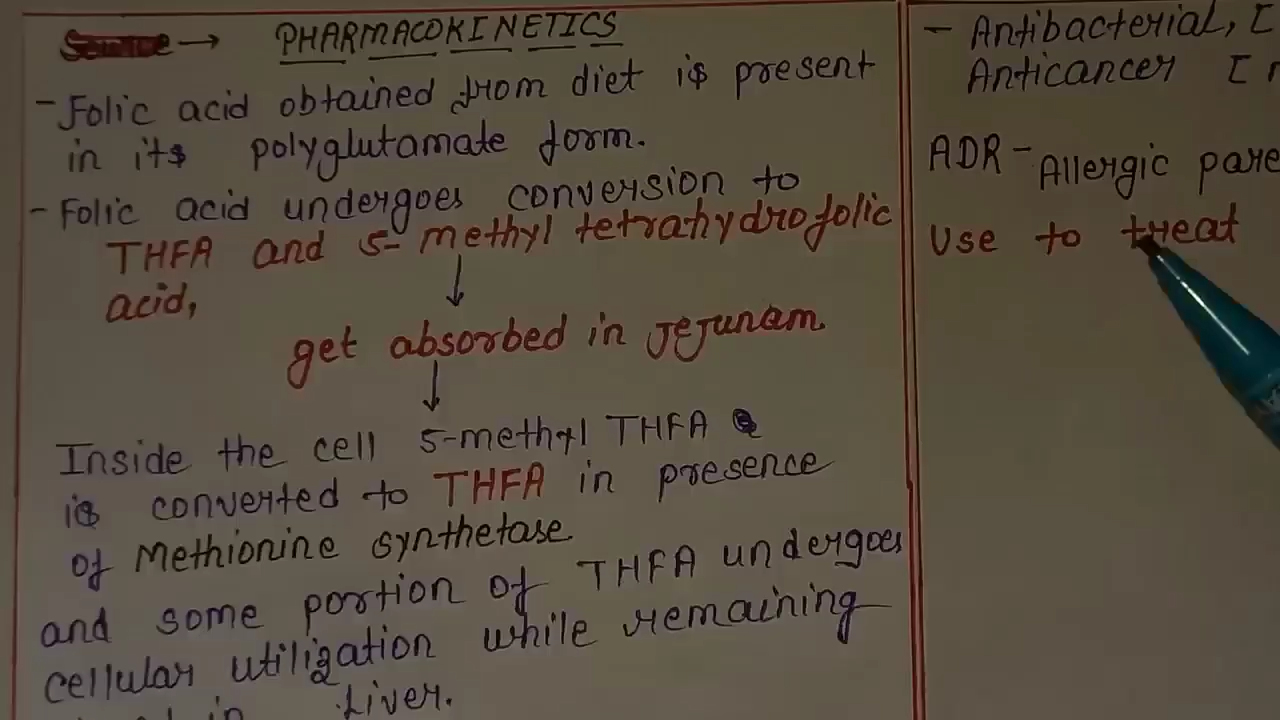 → PHARMACOKINETICS
- Folic acid obtained from diet is present
in its polyglutamate form.
- Folic acid undergoes conversion to
THFA and 5-methyl tetrahydrofolic
acid,
↓
get absorbed in Jejunam.
↓
Inside the cell 5-methyl THFA
is converted to THFA in presence
of Methionine synthetase
and some portion of THFA undergoes
cellular utilization while remaining
in Liver.
- Antibacterial, [
Anticancer [
ADR - Allergic
Use to treat